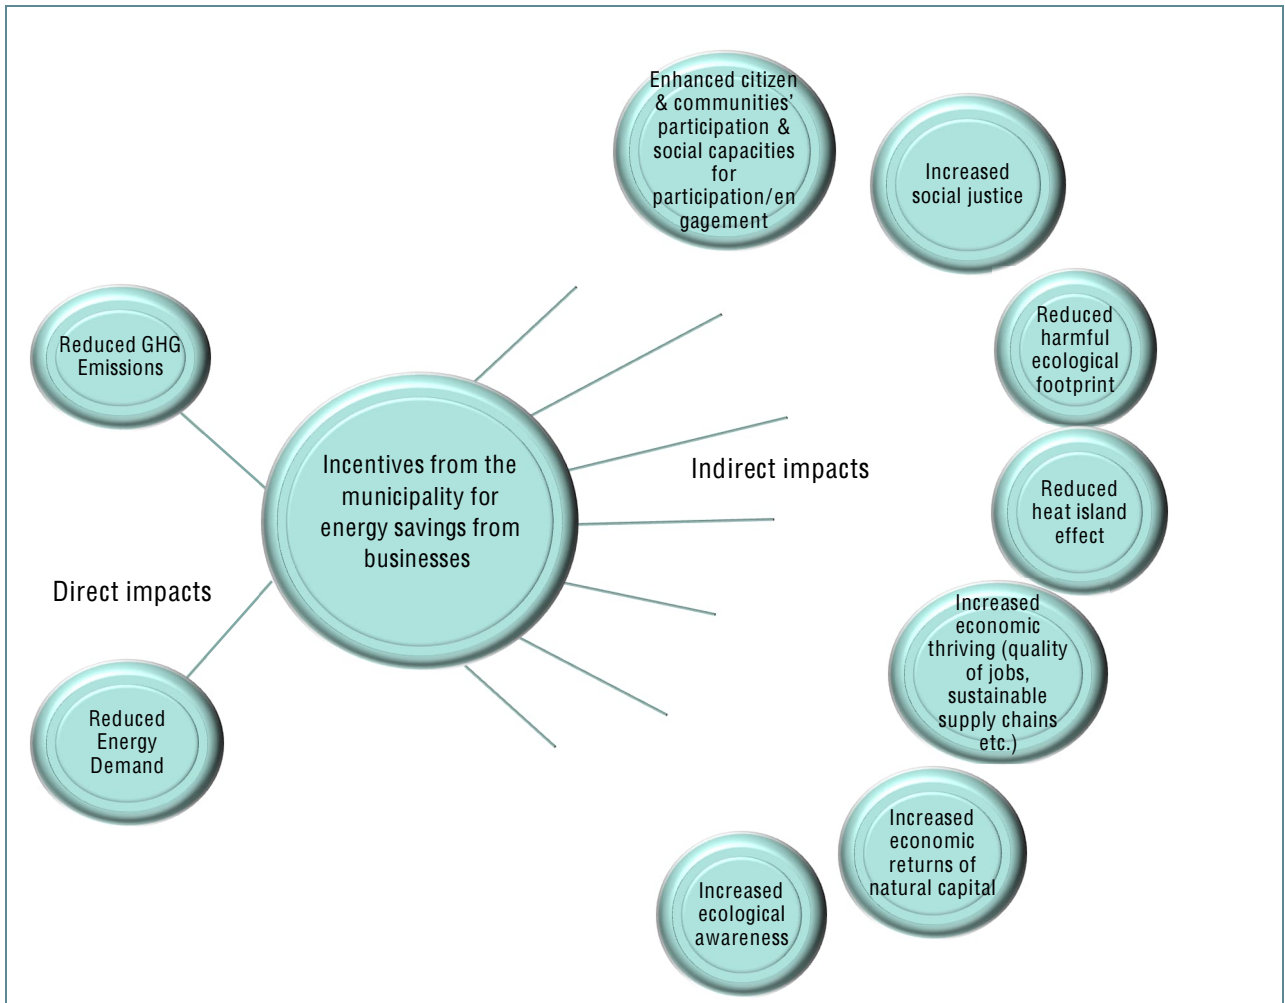 Enhanced citizen
& communities’
participation &
social capacities
for
participation/en
gagement
Increased
social justice
Reduced GHG
Emissions
Reduced
harmful
ecological
footprint
Incentives from the
municipality for
energy savings from
businesses
Indirect impacts
Reduced
heat island
effect
Direct impacts
Increased
economic
thriving (quality
of jobs,
sustainable
supply chains
etc.)
Reduced
Energy
Demand
Increased
economic
returns of
natural capital
Increased
ecological
awareness